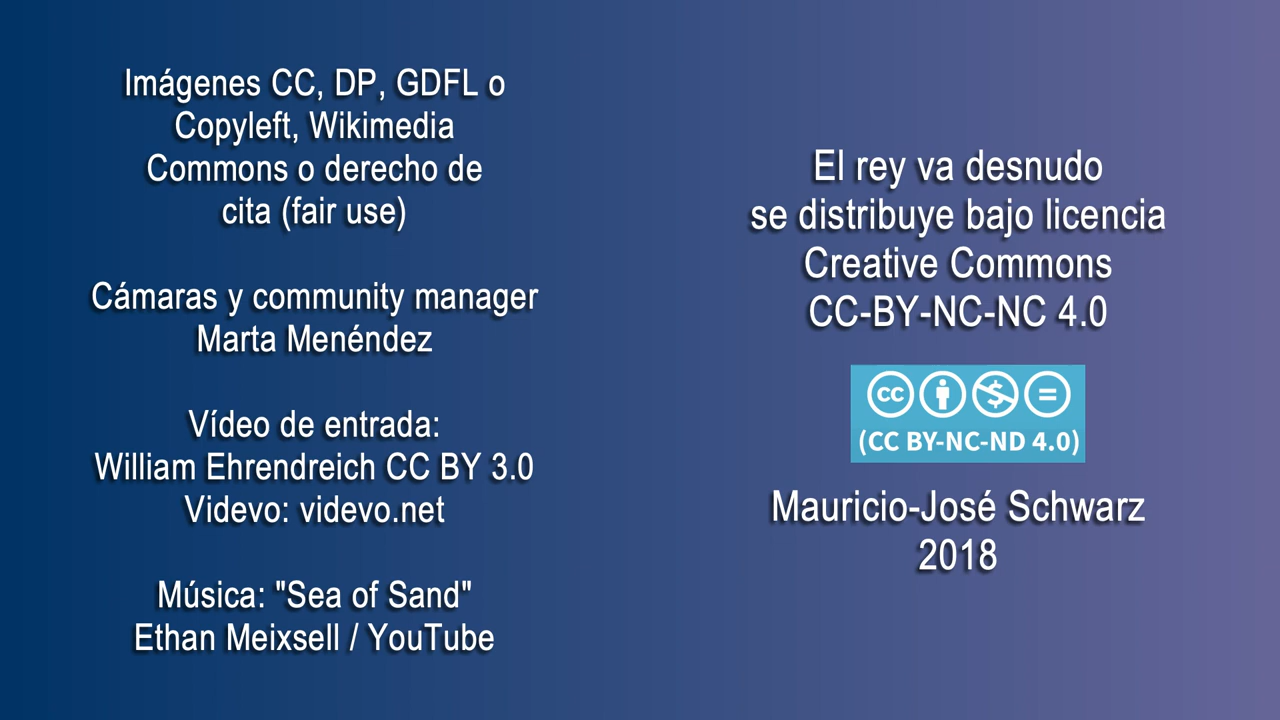 Imágenes CC, DP, GDFL o
Copyleft, Wikimedia
Commons o derecho de
cita (fair use)
Cámaras y community manager
Marta Menéndez
Vídeo de entrada:
William Ehrendreich CC BY 3.0
Videvo: videvo.net
Música: "Sea of Sand"
Ethan Meixsell / YouTube
El rey va desnudo
se distribuye bajo licencia
Creative Commons
CC-BY-NC-NC 4.0
cc
(CC BY-NC-ND 4.0)
Mauricio-José Schwarz
2018